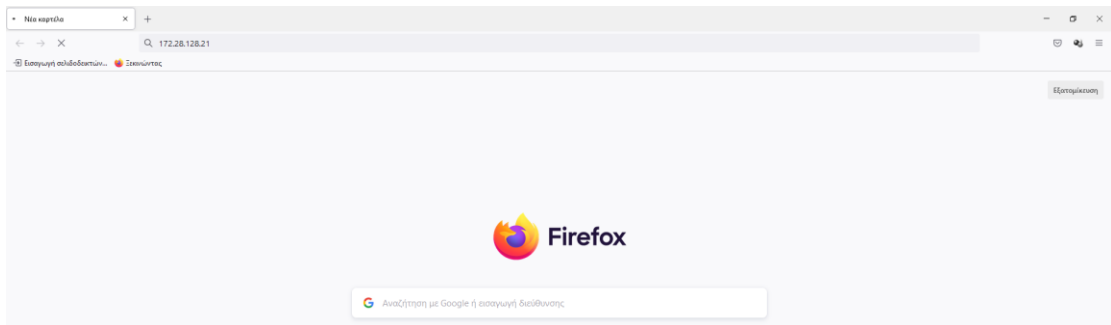 Νέα καρτέλα
172.28.128.21
Εισαγωγή σελιδοδεικτών... Ξεκινώντας
Εξατομίκευση
Firefox
Αναζήτηση με Google ή εισαγωγή διεύθυνσης